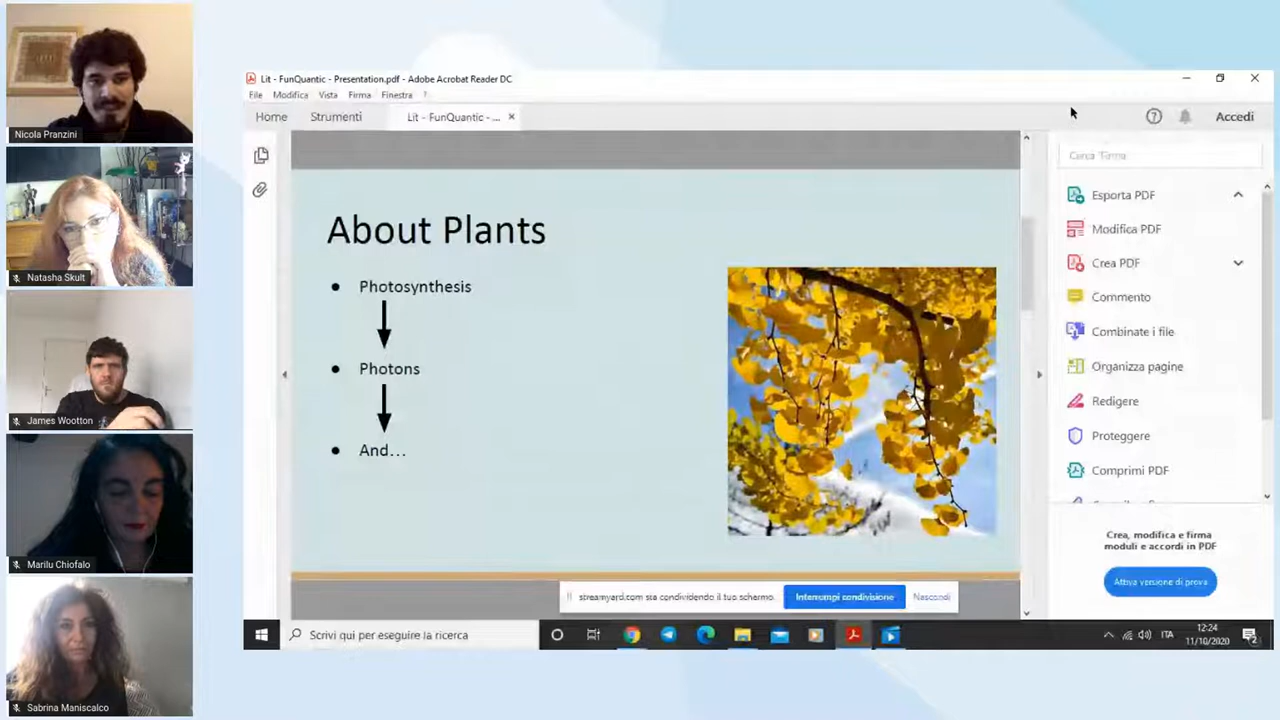 Nicola Pranzini
Natasha Skult
James Wootton
Marilu Chiofalo
Sabrina Maniscalco
Lit - FunQuantic - Presentation.pdf - Adobe Acrobat Reader DC
File Modifica Vista Firma Finestra ?
Home Strumenti Lit - FunQuantic - ... × Accedi
About Plants
• Photosynthesis
• Photons
• And...
Cerca 'Firma'
Esporta PDF
Modifica PDF
Crea PDF
Commento
Combinate i file
Organizza pagine
Redigere
Proteggere
Comprimi PDF
Crea, modifica e firma
moduli e accordi in PDF
Attiva versione di prova
streamyard.com sta condividendo il tuo schermo. Interrompi condivisione Nascondi
Scrivi qui per eseguire la ricerca
ITA
12:24
11/10/2020
2